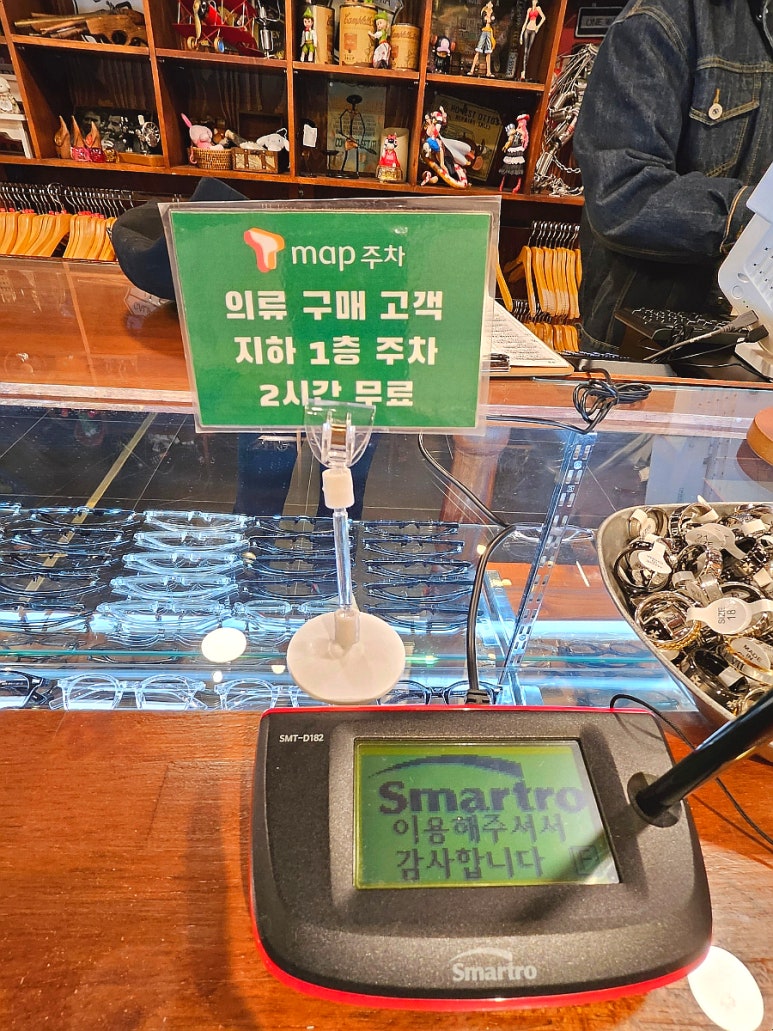 Campbell's
T map 주차
의류 구매 고객
지하 1층 주차
2시간 무료
SIZE
18
SMT-D182
Smartro
이용해주셔서
감사합니다 F
Smartro